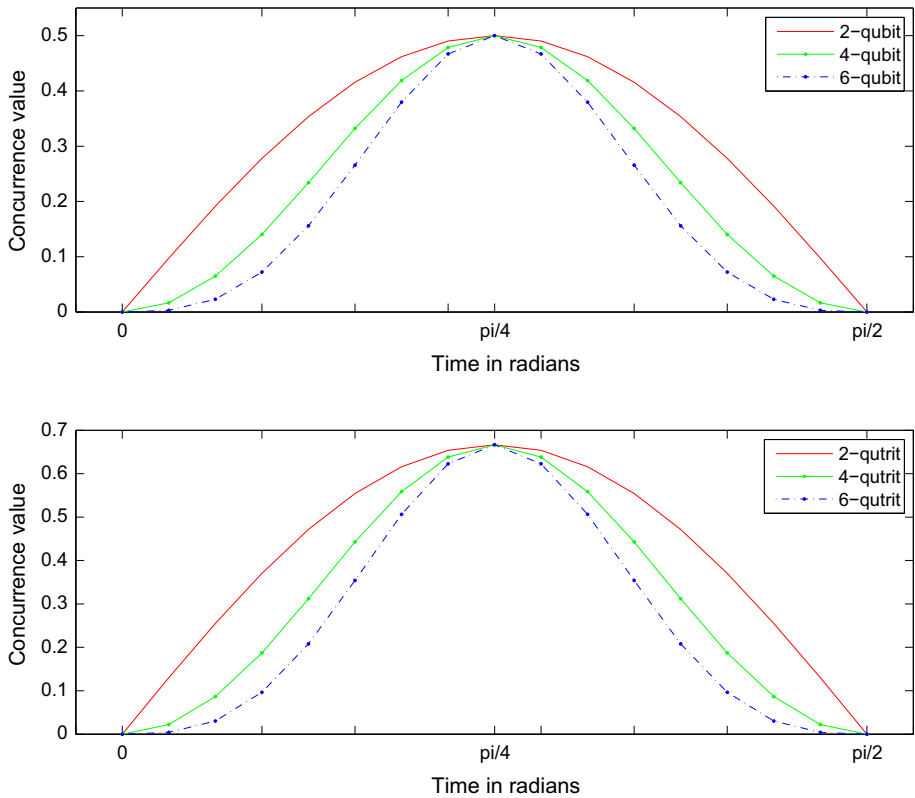 0.5
0.4
0.3
0.2
0.1
0
Concurrence value
2−qubit
4−qubit
6−qubit
0
pi/4
pi/2
Time in radians
0.7
0.6
0.5
0.4
0.3
0.2
0.1
0
Concurrence value
2−qutrit
4−qutrit
6−qutrit
0
pi/4
pi/2
Time in radians